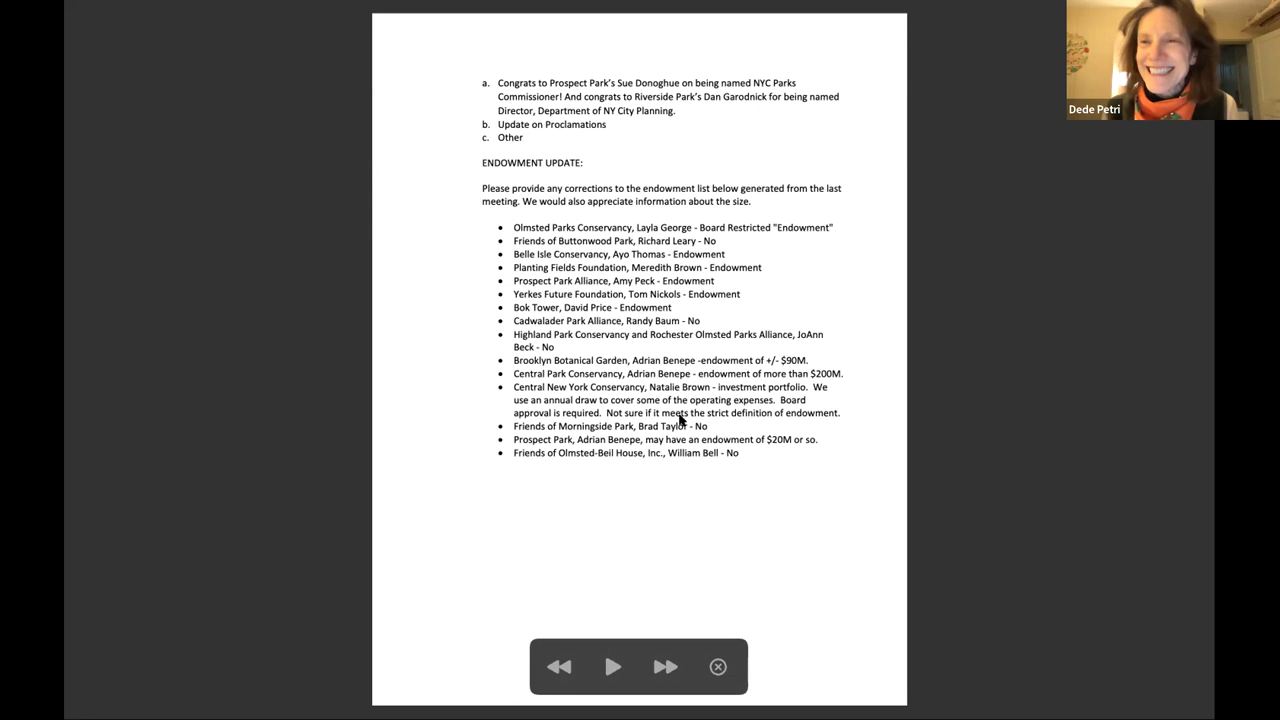 a. Congrats to Prospect Park's Sue Donoghue on being named NYC Parks
Commissioner! And congrats to Riverside Park's Dan Garodnick for being named
Director, Department of NY City Planning.
b. Update on Proclamations
c. Other
ENDOWMENT UPDATE:
Please provide any corrections to the endowment list below generated from the last
meeting. We would also appreciate information about the size.
• Olmsted Parks Conservancy, Layla George - Board Restricted "Endowment"
• Friends of Buttonwood Park, Richard Leary - No
• Belle Isle Conservancy, Ayo Thomas - Endowment
• Planting Fields Foundation, Meredith Brown - Endowment
• Prospect Park Alliance, Amy Peck - Endowment
• Yerkes Future Foundation, Tom Nickols - Endowment
• Bok Tower, David Price - Endowment
• Cadwalader Park Alliance, Randy Baum - No
• Highland Park Conservancy and Rochester Olmsted Parks Alliance, JoAnn
Beck - No
• Brooklyn Botanical Garden, Adrian Benepe -endowment of +/- $90M.
• Central Park Conservancy, Adrian Benepe - endowment of more than $200M.
• Central New York Conservancy, Natalie Brown - investment portfolio. We
use an annual draw to cover some of the operating expenses. Board
approval is required. Not sure if it meets the strict definition of endowment.
• Friends of Morningside Park, Brad Taylor - No
• Prospect Park, Adrian Benepe, may have an endowment of $20M or so.
• Friends of Olmsted-Beil House, Inc., William Bell - No
Dede Petri